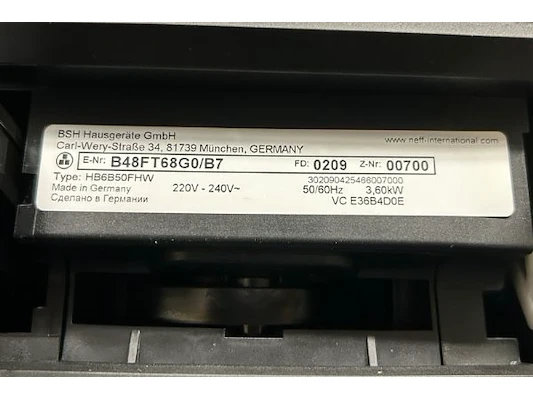 BSH Hausgeräte GmbH
Carl-Wery-Straße 34, 81739 München, GERMANY
www.neff-international.com
E-Nr: B48FT68G0/B7 FD: 0209 Z-Nr: 00700
Type: HB6B50FHW 302090425466007000
Made in Germany 220V - 240V~ 50/60Hz 3,60kW
Сделано в Германии VC E36B4D0E